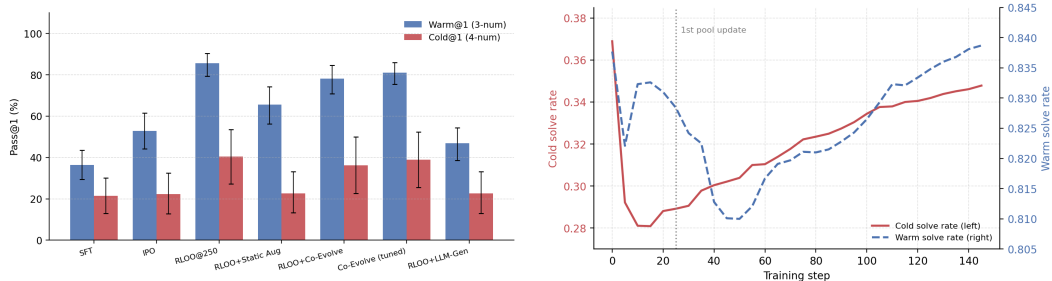 Pass@1 (%)
100
80
60
40
20
0
Warm@1 (3-num)
Cold@1 (4-num)
SFT
IPO
RLOO@250
RLOO+Static Aug
RLOO+Co-Evolve
Co-Evolve (tuned)
RLOO+LLM-Gen
Cold solve rate
0.38
0.36
0.34
0.32
0.30
0.28
1st pool update
Cold solve rate (left)
Warm solve rate (right)
0 20 40 60 80 100 120 140
Training step
0.845
0.840
0.835
0.830
0.825
0.820
0.815
0.810
0.805
Warm solve rate